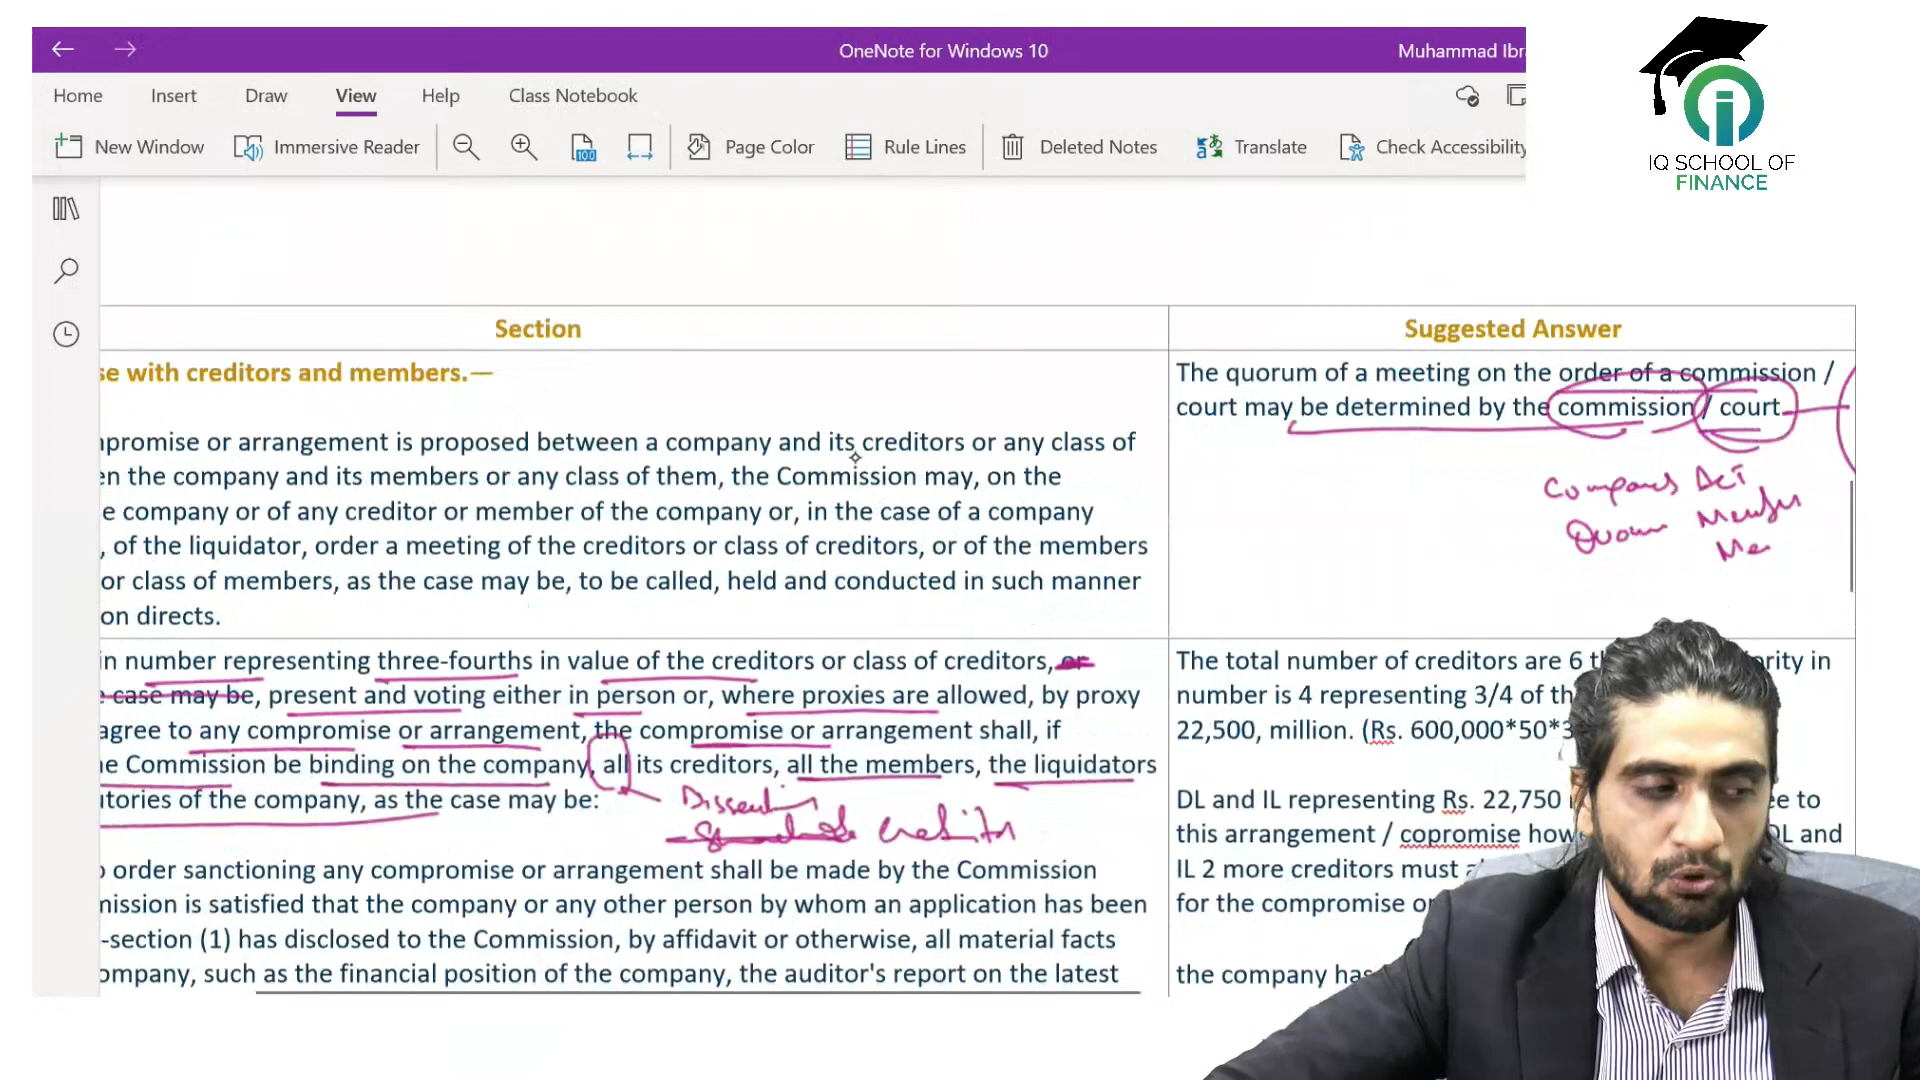 OneNote for Windows 10
Muhammad Ibr
Home Insert Draw View Help Class Notebook
New Window Immersive Reader 100 Page Color Rule Lines Deleted Notes Translate Check Accessibility
IQ SCHOOL OF
FINANCE
Section
se with creditors and members.—
npromise or arrangement is proposed between a company and its creditors or any class of
en the company and its members or any class of them, the Commission may, on the
e company or of any creditor or member of the company or, in the case of a company
, of the liquidator, order a meeting of the creditors or class of creditors, or of the members
or class of members, as the case may be, to be called, held and conducted in such manner
on directs.
in number representing three-fourths in value of the creditors or class of creditors, or
e case may be, present and voting either in person or, where proxies are allowed, by proxy
agree to any compromise or arrangement, the compromise or arrangement shall, if
e Commission be binding on the company, all its creditors, all the members, the liquidators
utories of the company, as the case may be:
creditor
o order sanctioning any compromise or arrangement shall be made by the Commission
mission is satisfied that the company or any other person by whom an application has been
-section (1) has disclosed to the Commission, by affidavit or otherwise, all material facts
ompany, such as the financial position of the company, the auditor's report on the latest
Suggested Answer
The quorum of a meeting on the order of a commission /
court may be determined by the commission / court
Act
Member
Me
The total number of creditors are 6 th rity in
number is 4 representing 3/4 of th
22,500, million. (Rs. 600,000*50*3
DL and IL representing Rs. 22,750 ee to
this arrangement / copromise how DL and
IL 2 more creditors must a
for the compromise or
the company has